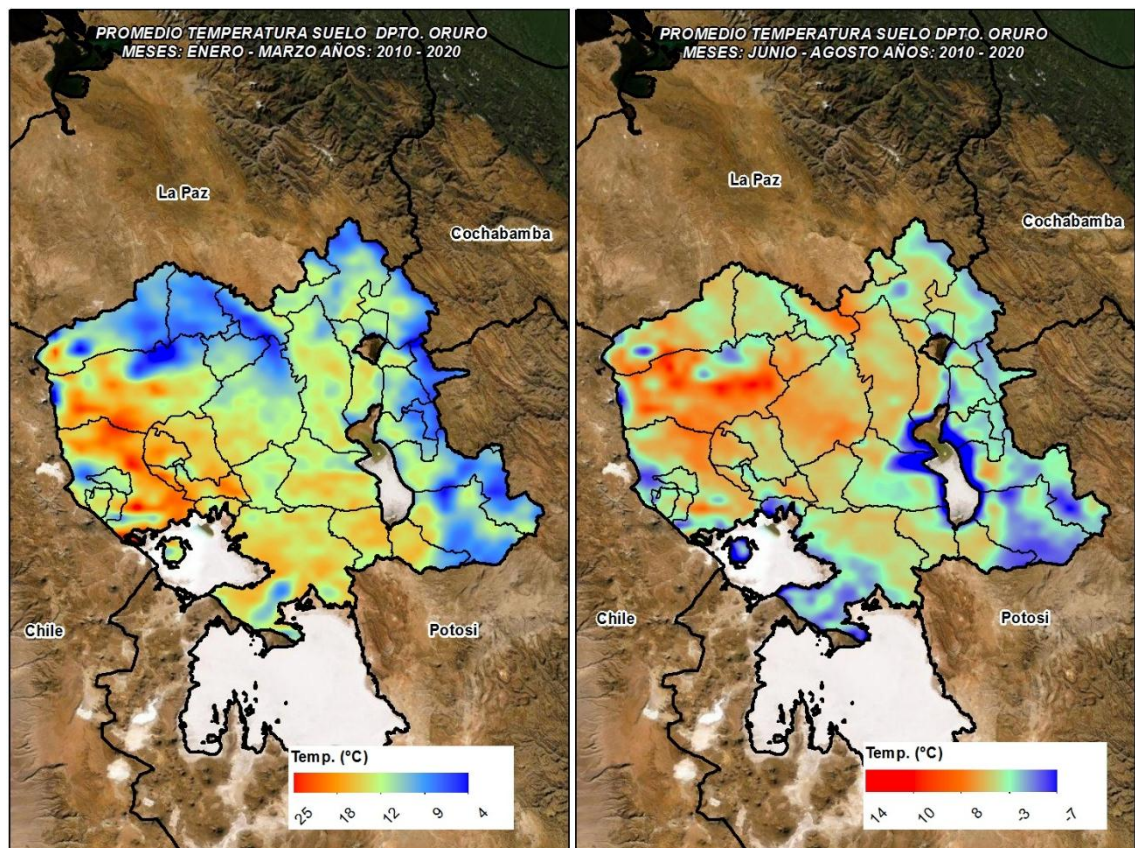 PROMEDIO TEMPERATURA SUELO DPTO. ORURO
MESES: ENERO - MARZO AÑOS: 2010 - 2020
La Paz
Cochabamba
Chile
Potosi
Temp. (ºC)
25 18 12 9 4
PROMEDIO TEMPERATURA SUELO DPTO. ORURO
MESES: JUNIO - AGOSTO AÑOS: 2010 - 2020
La Paz
Cochabamba
Chile
Potosi
Temp. (ºC)
14 10 8 -3 -7